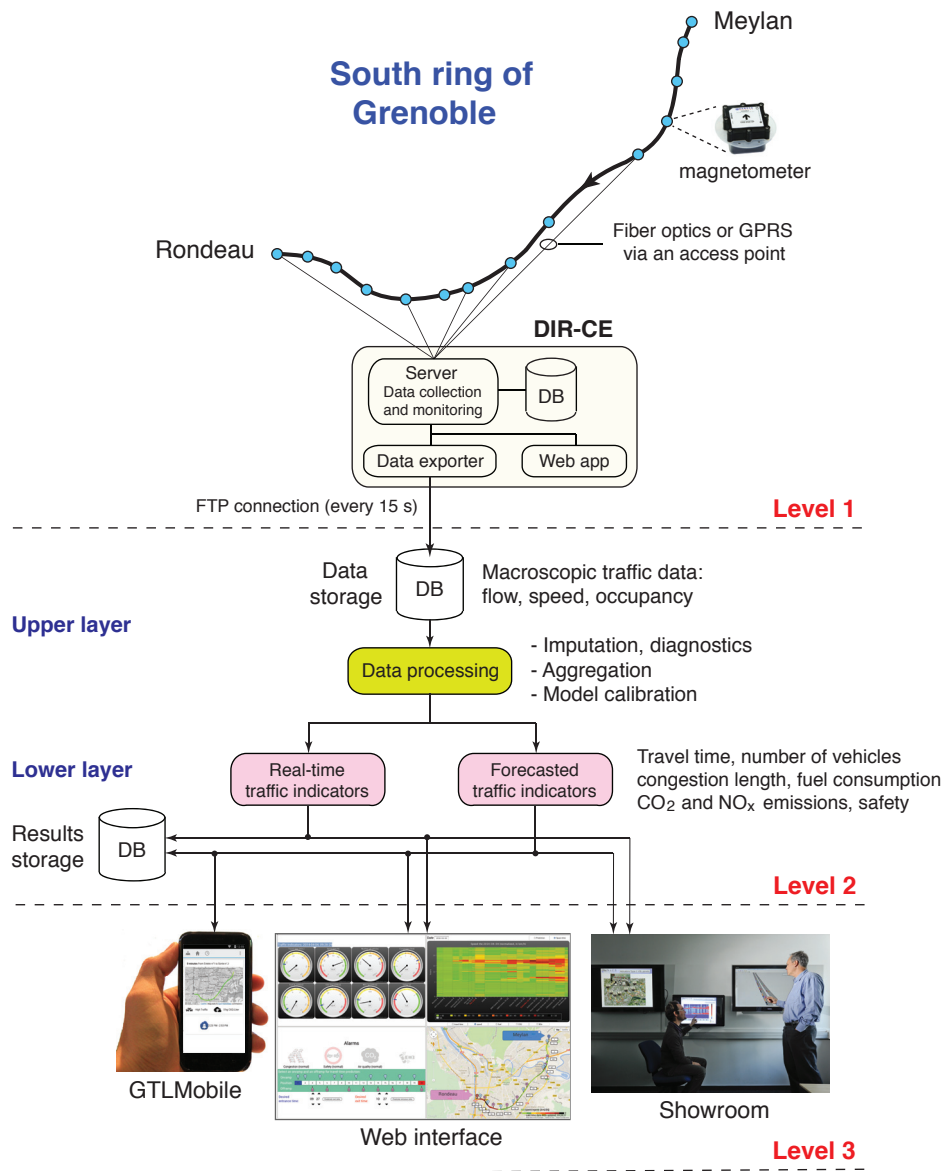 Meylan
South ring of
Grenoble
magnetometer
Fiber optics or GPRS
via an access point
Rondeau
DIR-CE
Server
Data collection
and monitoring
DB
Data exporter
Web app
FTP connection (every 15 s)
Level 1
Data
storage
DB
Macroscopic traffic data:
flow, speed, occupancy
Upper layer
Data processing
- Imputation, diagnostics
- Aggregation
- Model calibration
Lower layer
Real-time
traffic indicators
Forecasted
traffic indicators
Travel time, number of vehicles
congestion length, fuel consumption
CO2 and NOx emissions, safety
Results
storage
DB
Level 2
Alarms
Meylan
Rondeau
GTLMobile
Web interface
Showroom
Level 3